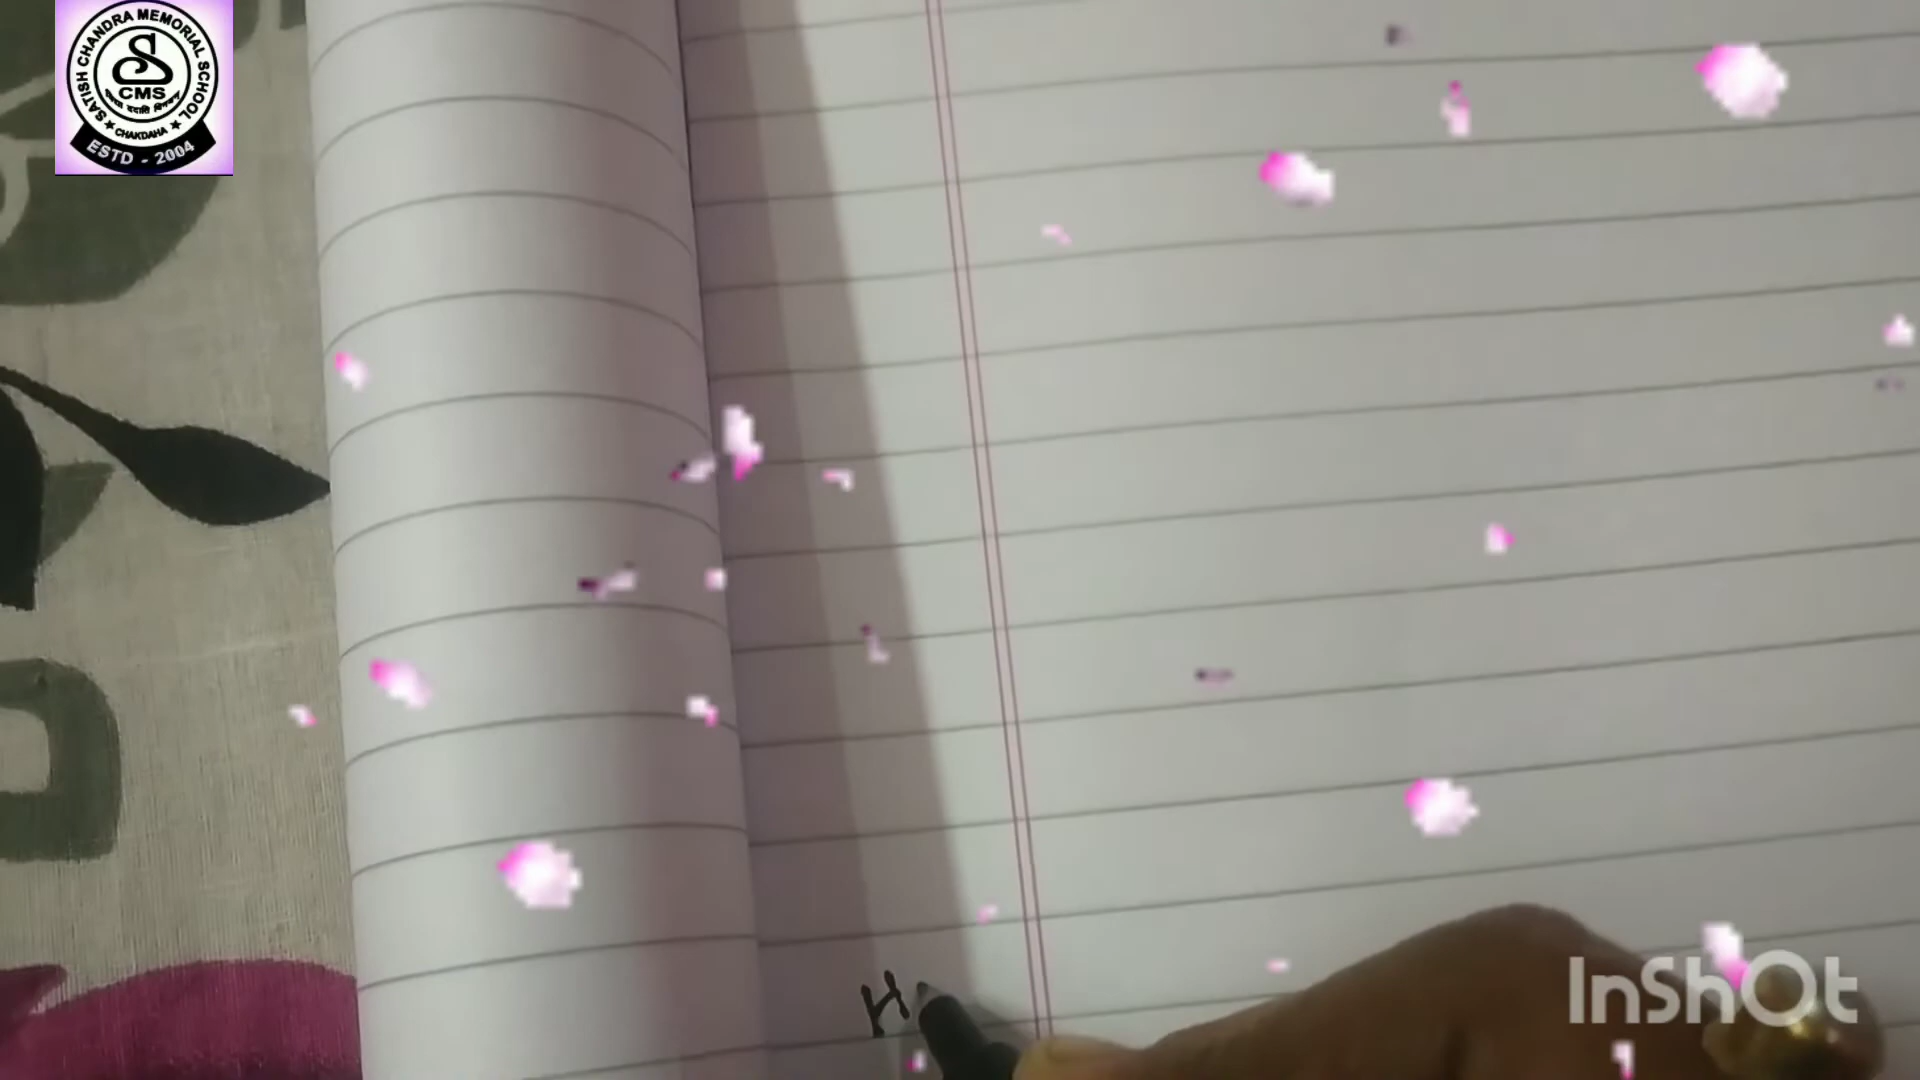 SATISH CHANDRA MEMORIAL SCHOOL
S
CMS
★ CHAKDAHA ★
ESTD - 2004
H
InShOt